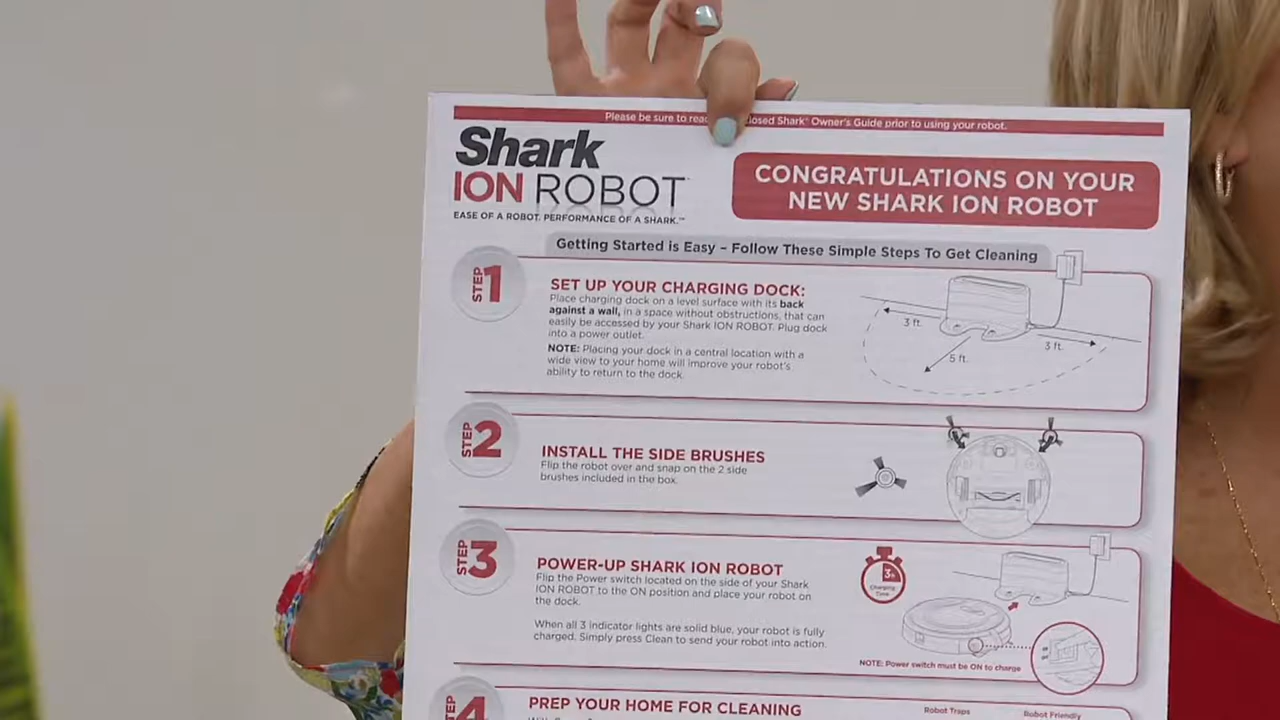 Please be sure to read closed Shark® Owner's Guide prior to using your robot.
Shark
ION ROBOT™
EASE OF A ROBOT. PERFORMANCE OF A SHARK.™
CONGRATULATIONS ON YOUR
NEW SHARK ION ROBOT
Getting Started is Easy – Follow These Simple Steps To Get Cleaning
STEP 1
SET UP YOUR CHARGING DOCK:
Place charging dock on a level surface with its back
against a wall, in a space without obstructions, that can
easily be accessed by your Shark ION ROBOT. Plug dock
into a power outlet.
NOTE: Placing your dock in a central location with a
wide view to your home will improve your robot's
ability to return to the dock.
3 ft.
5 ft.
3 ft.
STEP 2
INSTALL THE SIDE BRUSHES
Flip the robot over and snap on the 2 side
brushes included in the box.
STEP 3
POWER-UP SHARK ION ROBOT
Flip the Power switch located on the side of your Shark
ION ROBOT to the ON position and place your robot on
the dock.
When all 3 indicator lights are solid blue, your robot is fully
charged. Simply press Clean to send your robot into action.
3h
Charging
Time
NOTE: Power switch must be ON to charge
STEP 4
PREP YOUR HOME FOR CLEANING
Robot Traps
Robot Friendly